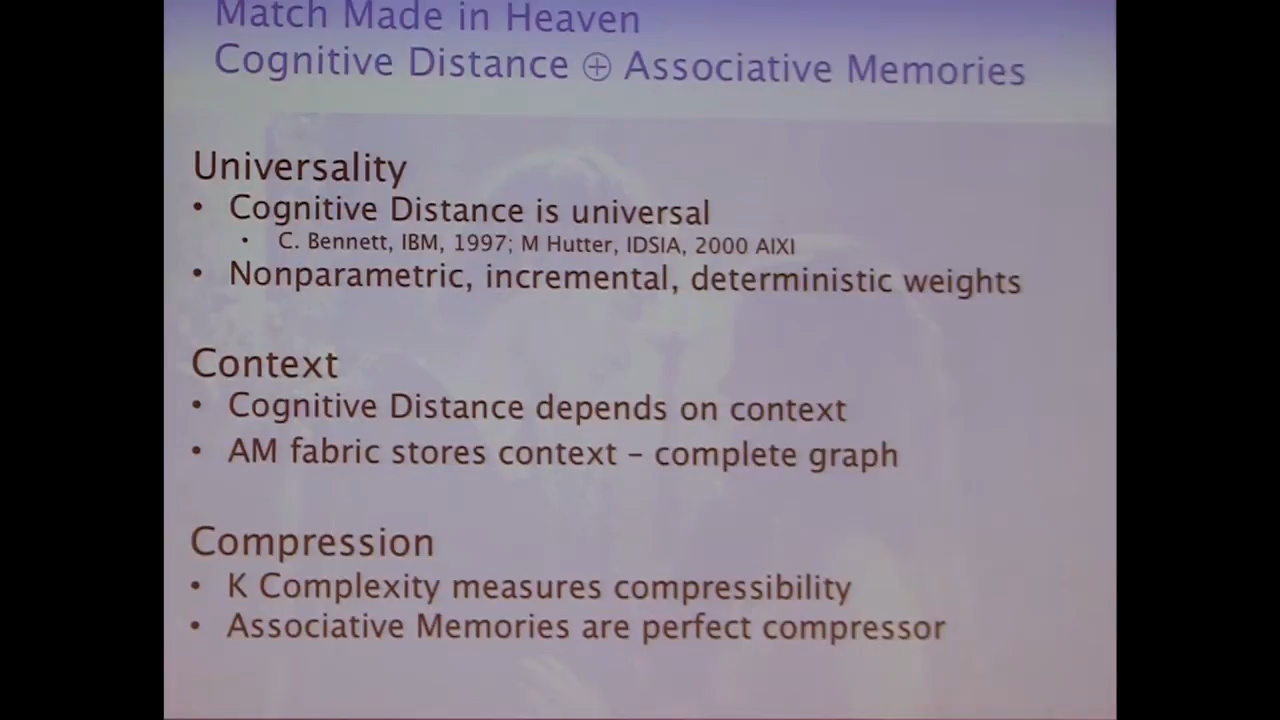 Match Made in Heaven
Cognitive Distance ⊕ Associative Memories
Universality
• Cognitive Distance is universal
• C. Bennett, IBM, 1997; M Hutter, IDSIA, 2000 AIXI
• Nonparametric, incremental, deterministic weights
Context
• Cognitive Distance depends on context
• AM fabric stores context – complete graph
Compression
• K Complexity measures compressibility
• Associative Memories are perfect compressor